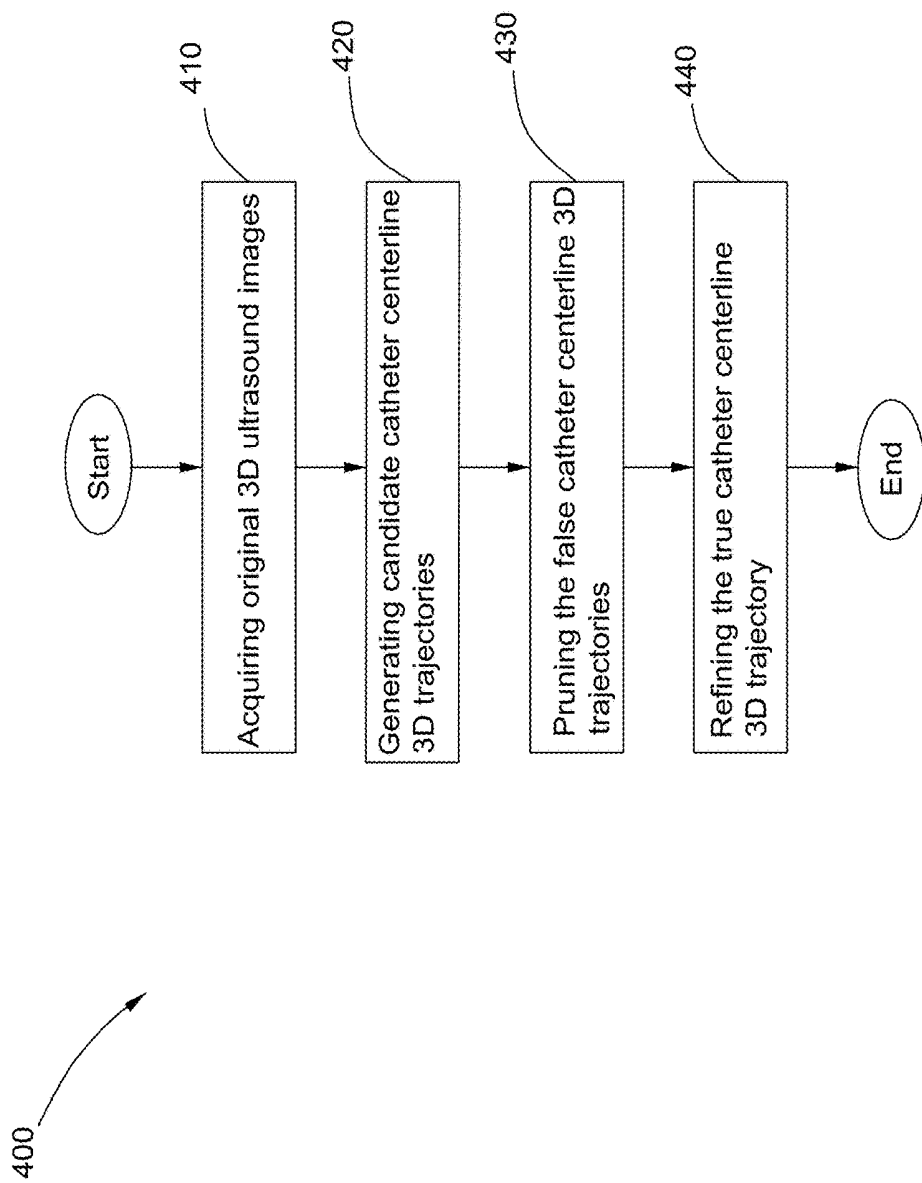 400
Start
410
Acquiring original 3D ultrasound images
420
Generating candidate catheter centerline
3D trajectories
430
Pruning the false catheter centerline 3D
trajectories
440
Refining the true catheter centerline
3D trajectory
End